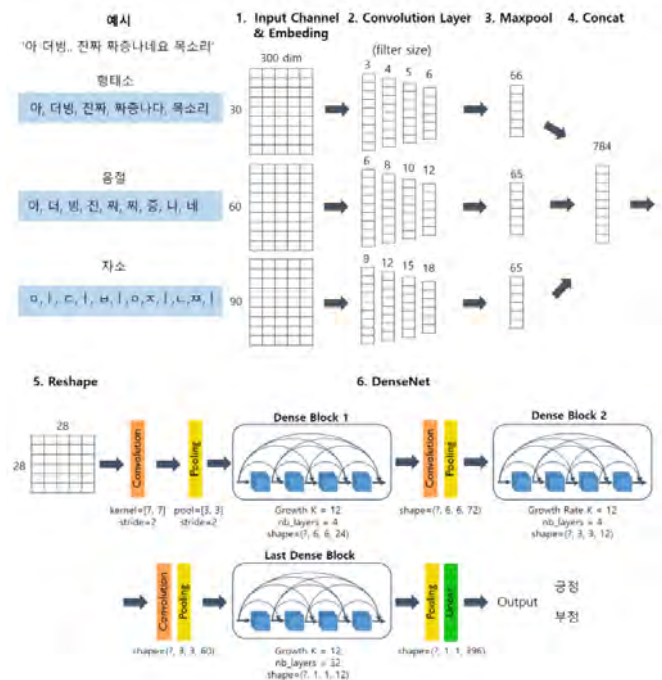 예시
'아 더빙.. 진짜 짜증나네요 목소리'
형태소
아, 더빙, 진짜, 짜증나다, 목소리
음절
아, 더, 빙, 진, 짜, 짜, 증, 나, 네
자소
ㅇ,ㅏ,ㄷ,ㅓ,ㅂ,ㅣ,ㅇ,ㅈ,ㅣ,ㄴ,ㅉ,ㅏ
1. Input Channel & Embeding
2. Convolution Layer
3. Maxpool
4. Concat
300 dim
(filter size)
30
3 4 5 6
66
60
6 8 10 12
65
784
90
9 12 15 18
65
5. Reshape
6. DenseNet
28
28
Convolution
kernel=[7, 7]
stride=2
Pooling
pool=[3, 3]
stride=2
Dense Block 1
Growth K = 12
nb_layers = 4
shape=(?, 6, 6, 24)
Convolution
Pooling
shape=(?, 6, 6, 72)
Dense Block 2
Growth Rate K = 12
nb_layers = 4
shape=(?, 3, 3, 12)
Convolution
Pooling
shape=(?, 3, 3, 60)
Last Dense Block
Growth K = 12
nb_layers = 32
shape=(?, 1, 1, 12)
Pooling
Linear
shape=(?, 1, 1, 396)
Output
긍정
부정